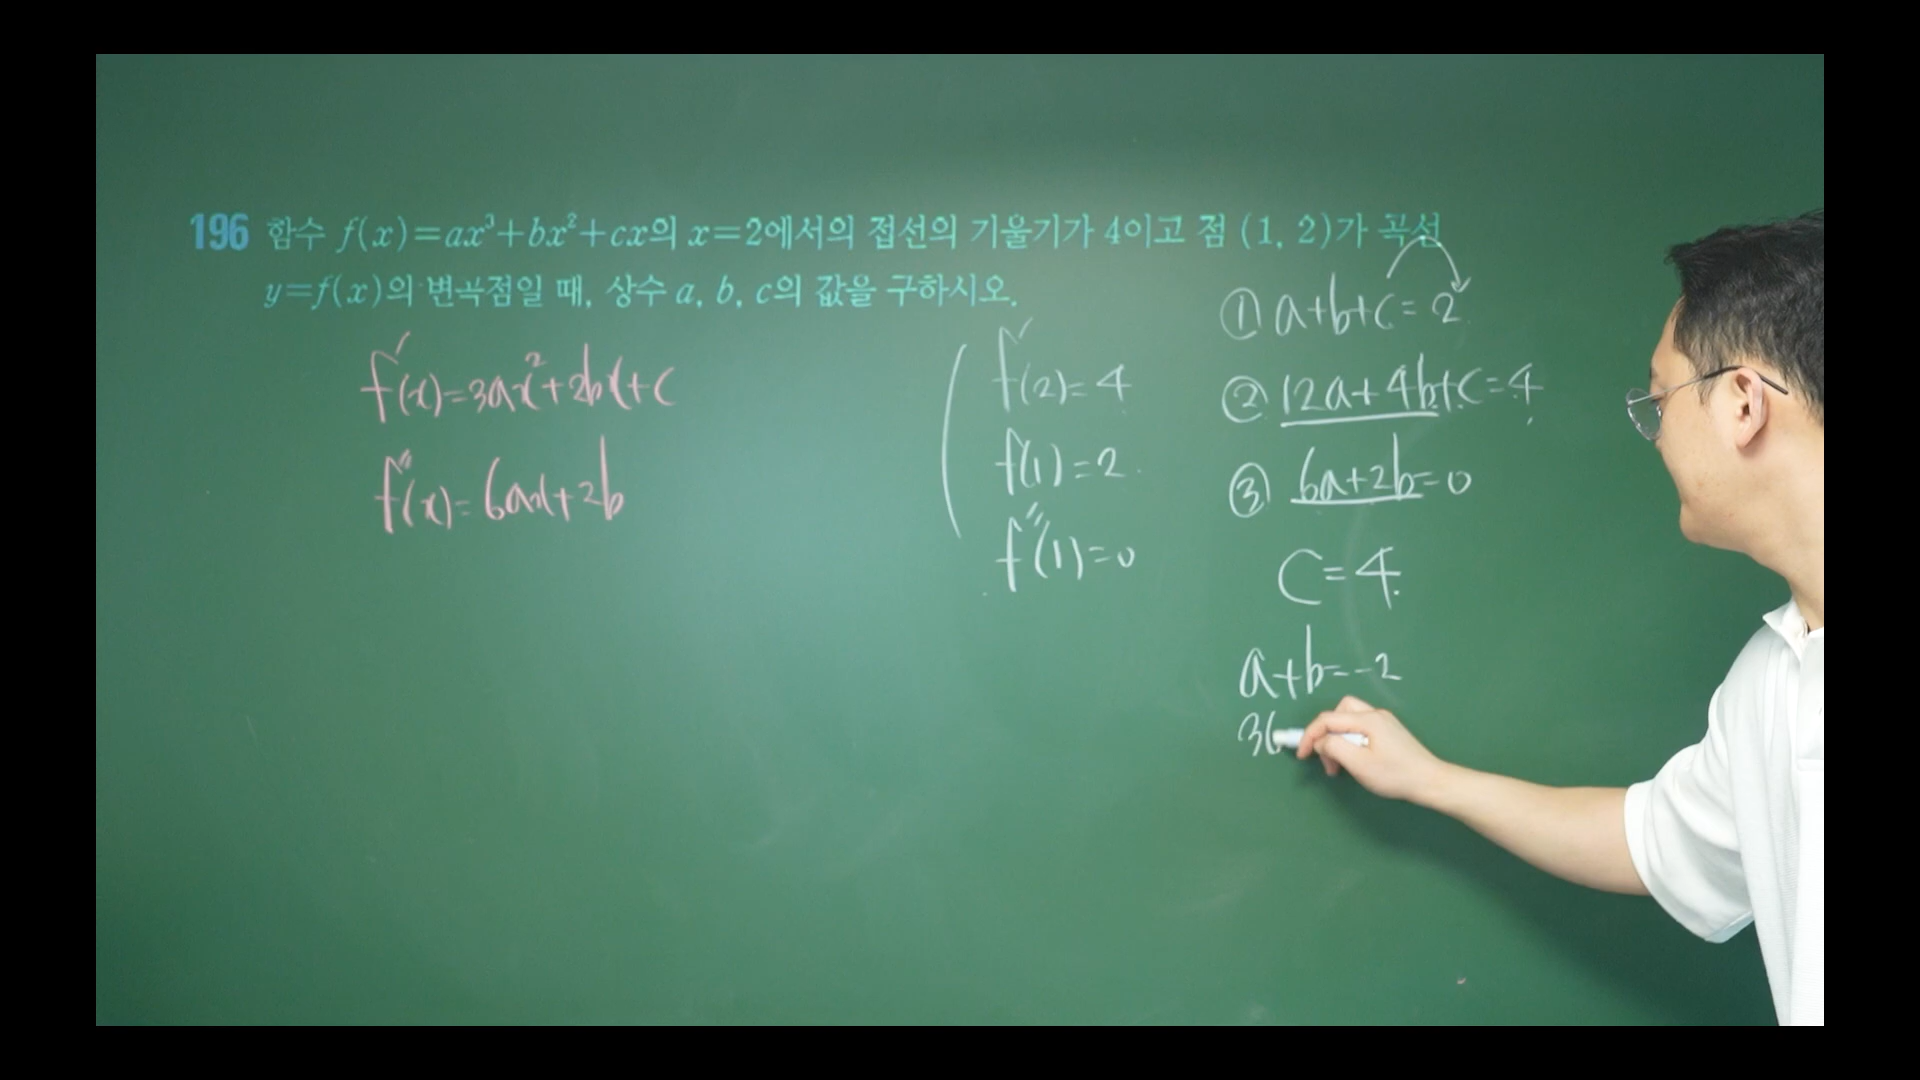 196 함수 f(x)=ax³+bx²+cx의 x=2에서의 접선의 기울기가 4이고 점 (1, 2)가 곡선
y=f(x)의 변곡점일 때, 상수 a, b, c의 값을 구하시오.
f'(x)=3ax²+2bx+c
f''(x)=6ax+2b
f'(2)=4
f(1)=2
f''(1)=0
① a+b+c=2
② 12a+4b+c=4
③ 6a+2b=0
c=4
a+b=-2
3